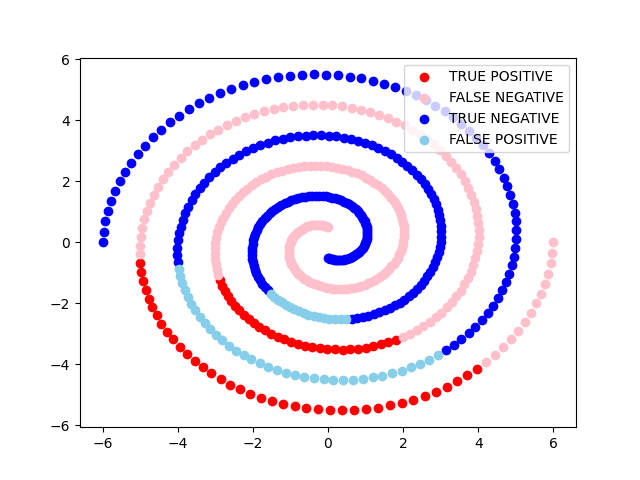 TRUE POSITIVE
FALSE NEGATIVE
TRUE NEGATIVE
FALSE POSITIVE
6
4
2
0
−2
−4
−6
−6 −4 −2 0 2 4 6